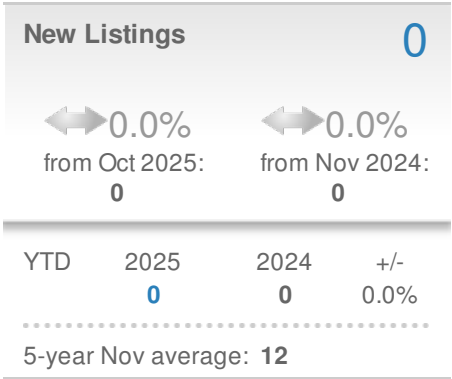 New Listings 0
0.0% 0.0%
from Oct 2025: from Nov 2024:
0 0
YTD 2025 2024 +/-
0 0 0.0%
5-year Nov average: 12